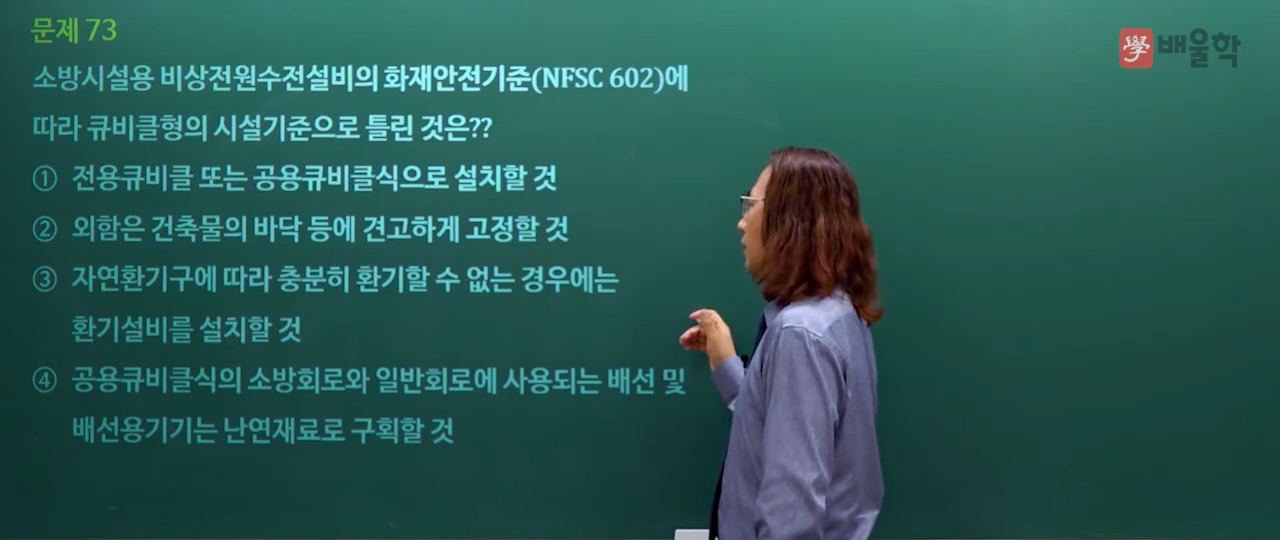 문제 73
學배울학
소방시설용 비상전원수전설비의 화재안전기준(NFSC 602)에
따라 큐비클형의 시설기준으로 틀린 것은??
① 전용큐비클 또는 공용큐비클식으로 설치할 것
② 외함은 건축물의 바닥 등에 견고하게 고정할 것
③ 자연환기구에 따라 충분히 환기할 수 없는 경우에는
환기설비를 설치할 것
④ 공용큐비클식의 소방회로와 일반회로에 사용되는 배선 및
배선용기기는 난연재료로 구획할 것